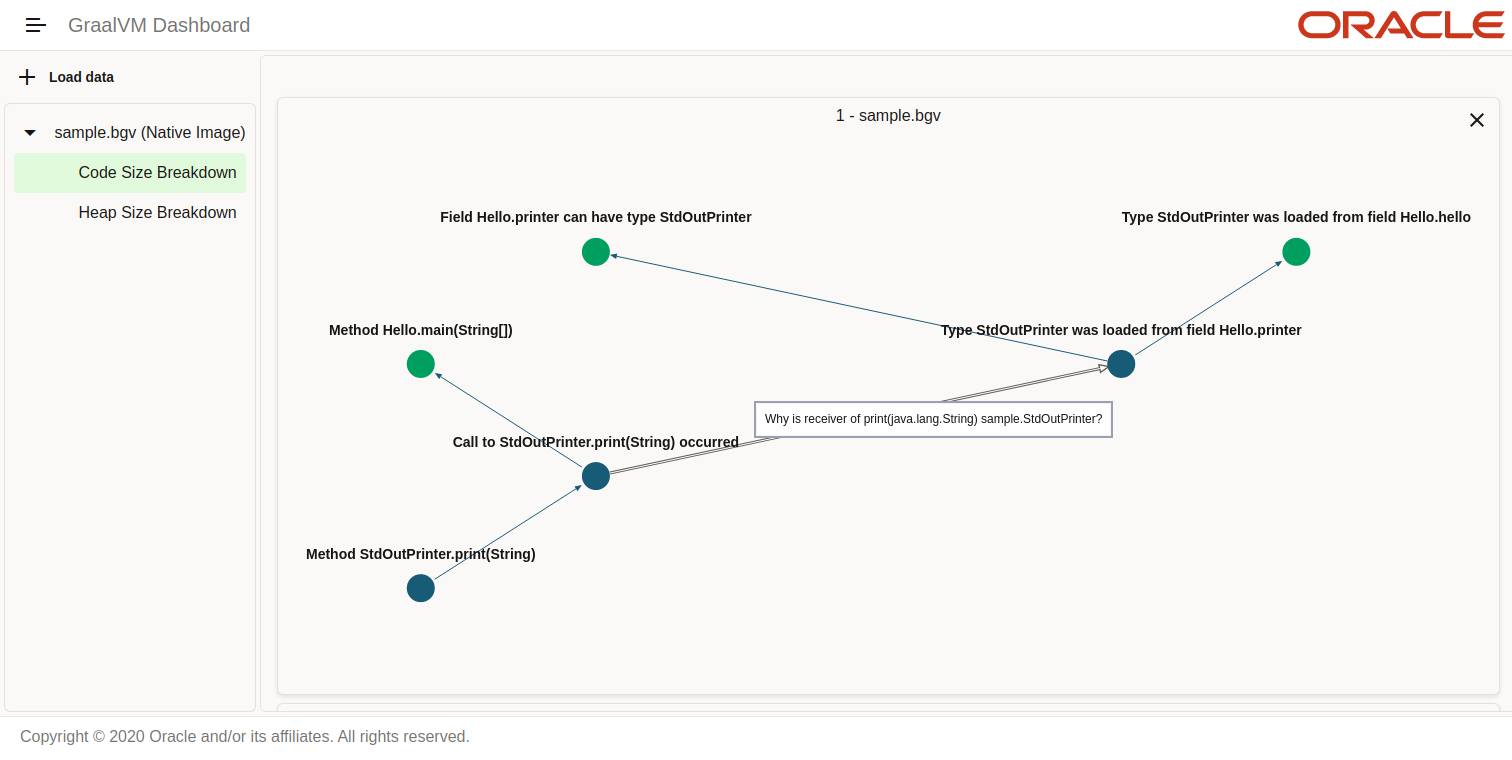 GraalVM Dashboard
ORACLE
Load data
sample.bgv (Native Image)
Code Size Breakdown
Heap Size Breakdown
1 - sample.bgv
Field Hello.printer can have type StdOutPrinter
Type StdOutPrinter was loaded from field Hello.hello
Method Hello.main(String[])
Type StdOutPrinter was loaded from field Hello.printer
Why is receiver of print(java.lang.String) sample.StdOutPrinter?
Call to StdOutPrinter.print(String) occurred
Method StdOutPrinter.print(String)
Copyright © 2020 Oracle and/or its affiliates. All rights reserved.